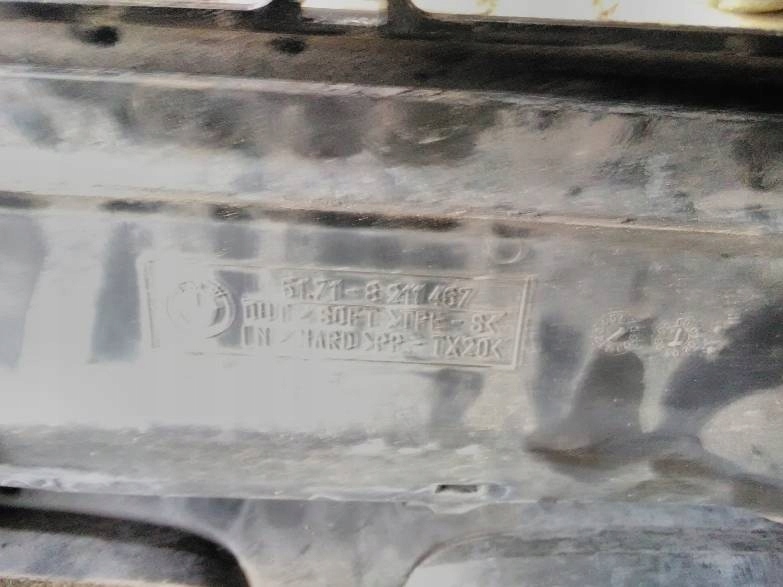 51.71-8 211 467
OUT / SOFT >TPE-S<
IN / HARD >PP-TX20<